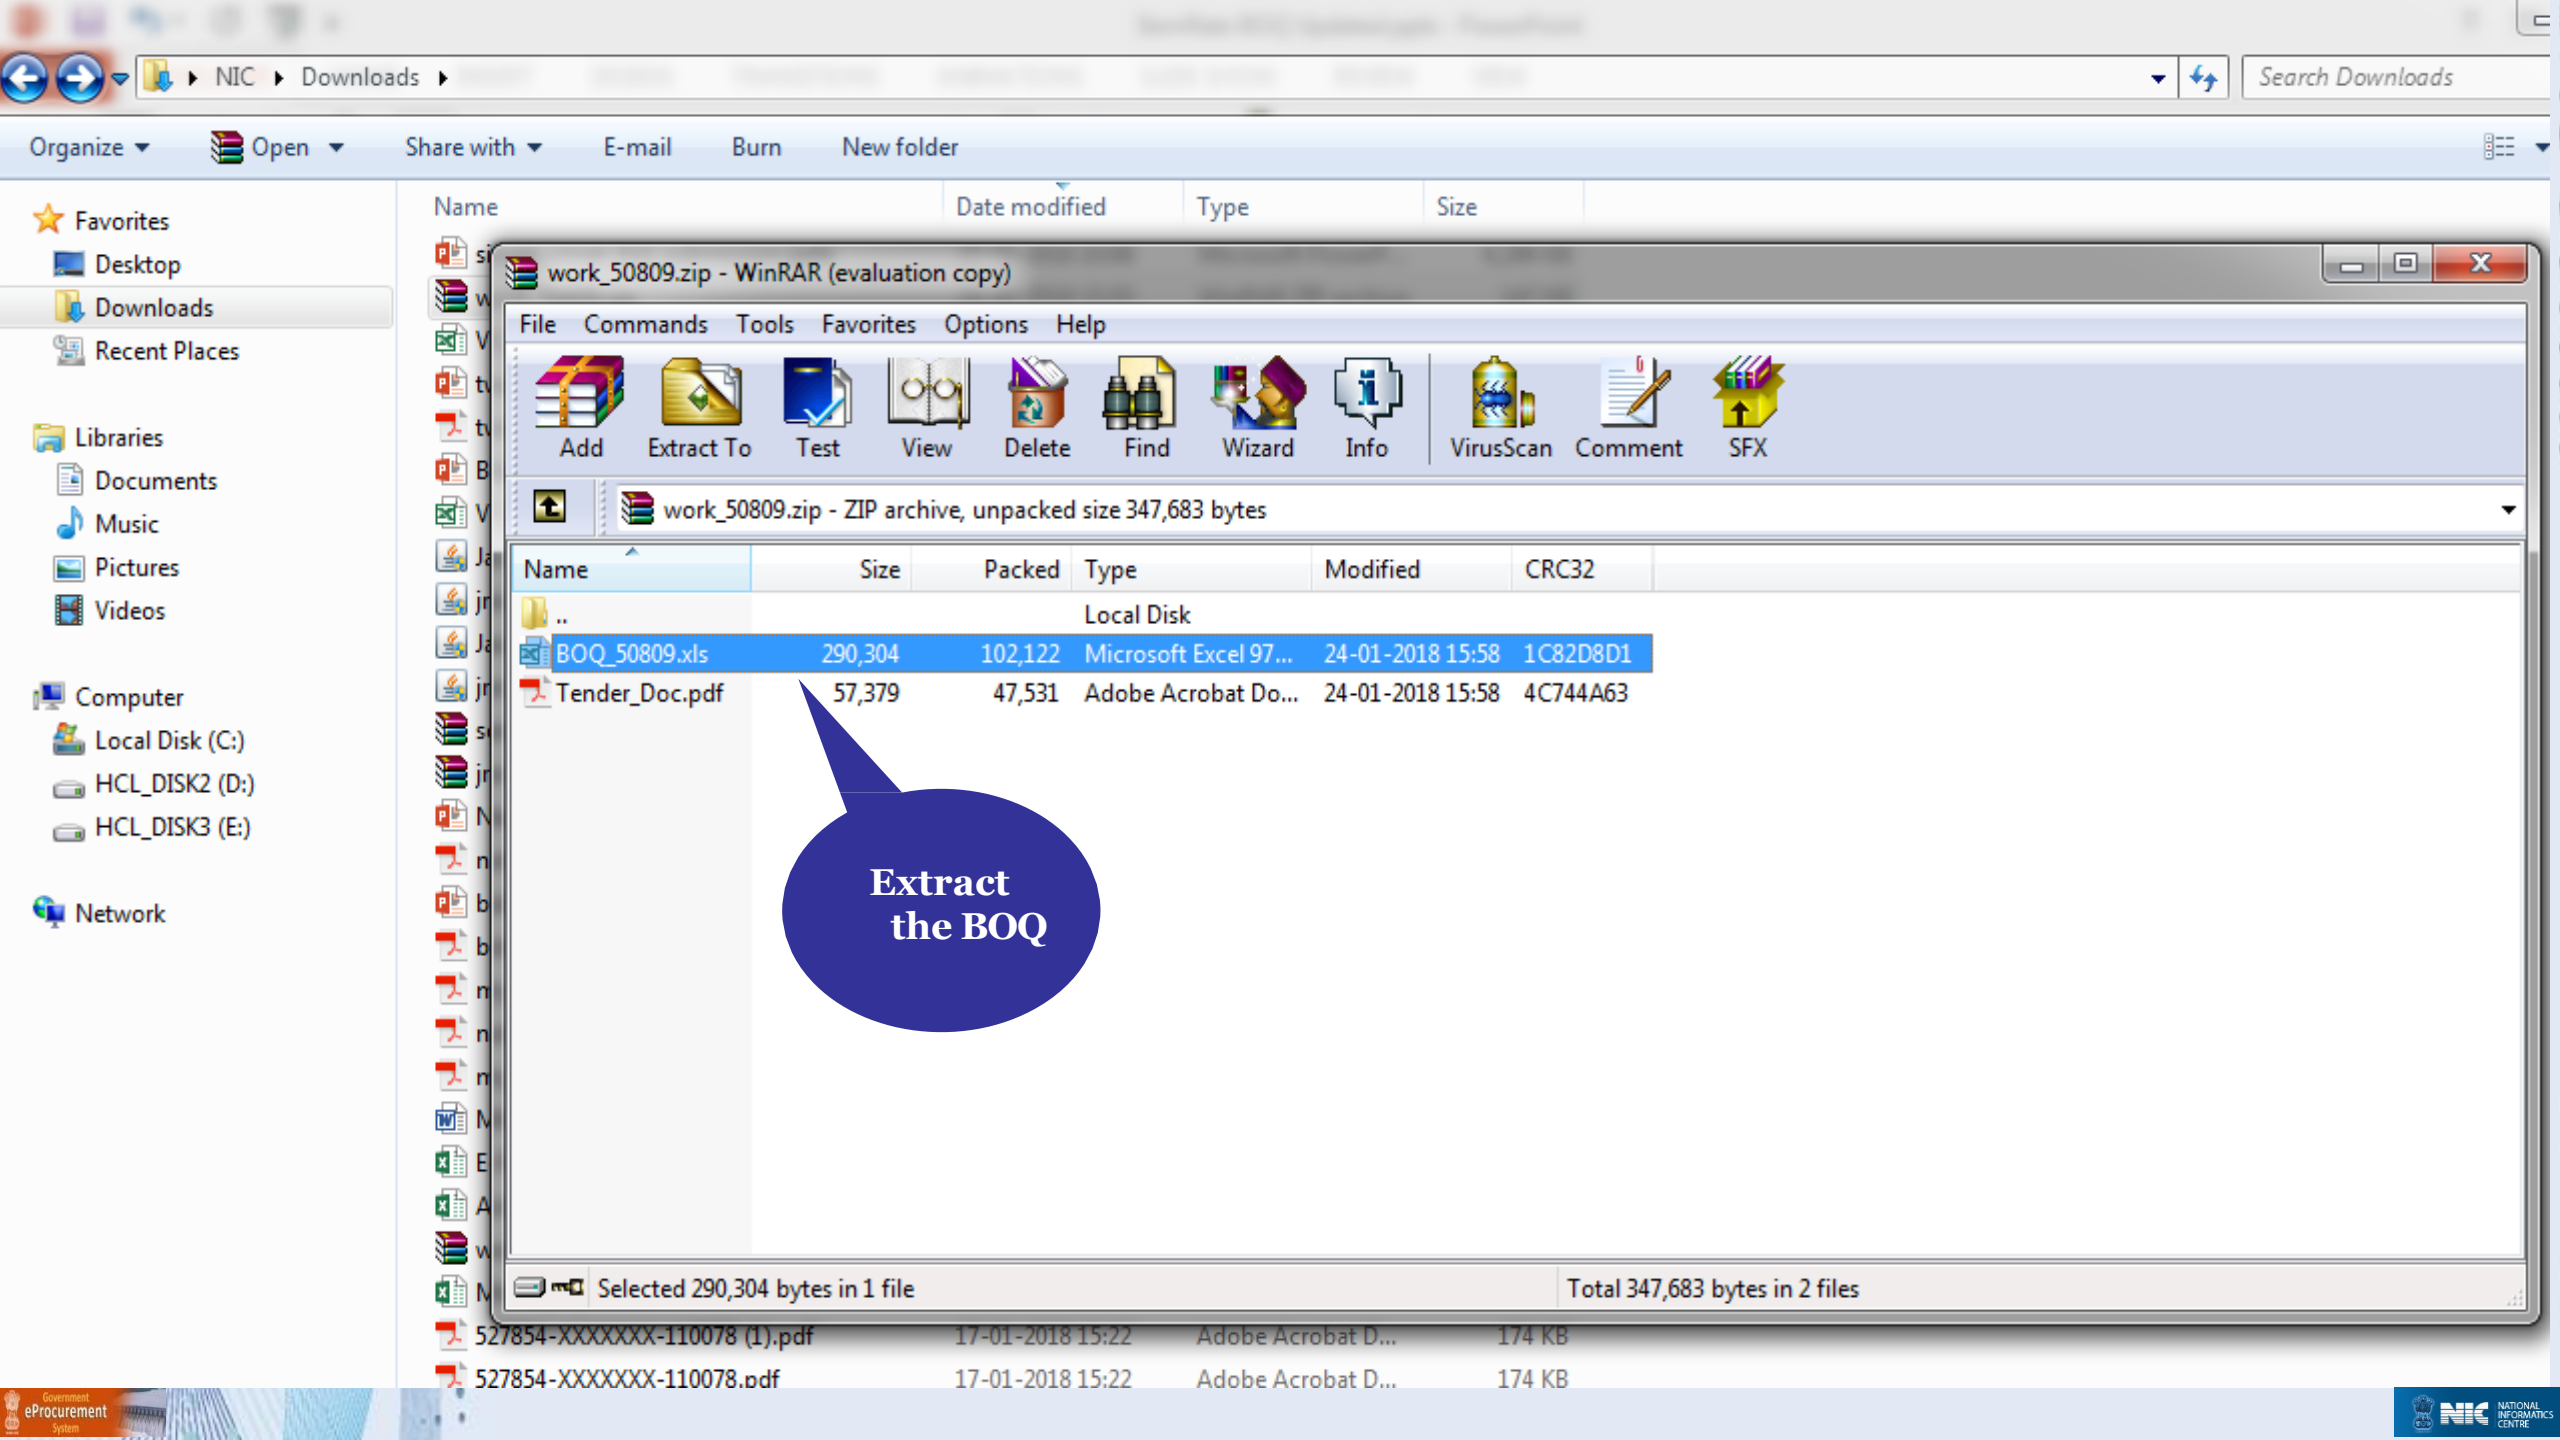 NIC Downloads
Search Downloads
Organize Open Share with E-mail Burn New folder
Name Date modified Type Size
Favorites
Desktop
Downloads
Recent Places
Libraries
Documents
Music
Pictures
Videos
Computer
Local Disk (C:)
HCL_DISK2 (D:)
HCL_DISK3 (E:)
Network
work_50809.zip - WinRAR (evaluation copy)
File Commands Tools Favorites Options Help
Add Extract To Test View Delete Find Wizard Info VirusScan Comment SFX
work_50809.zip - ZIP archive, unpacked size 347,683 bytes
Name Size Packed Type Modified CRC32
.. Local Disk
BOQ_50809.xls 290,304 102,122 Microsoft Excel 97... 24-01-2018 15:58 1C82D8D1
Tender_Doc.pdf 57,379 47,531 Adobe Acrobat Do... 24-01-2018 15:58 4C744A63
Extract
the BOQ
Selected 290,304 bytes in 1 file
Total 347,683 bytes in 2 files
527854-XXXXXXX-110078 (1).pdf 17-01-2018 15:22 Adobe Acrobat D... 174 KB
527854-XXXXXXX-110078.pdf 17-01-2018 15:22 Adobe Acrobat D... 174 KB
Government
eProcurement
System
NIC
NATIONAL
INFORMATICS
CENTRE